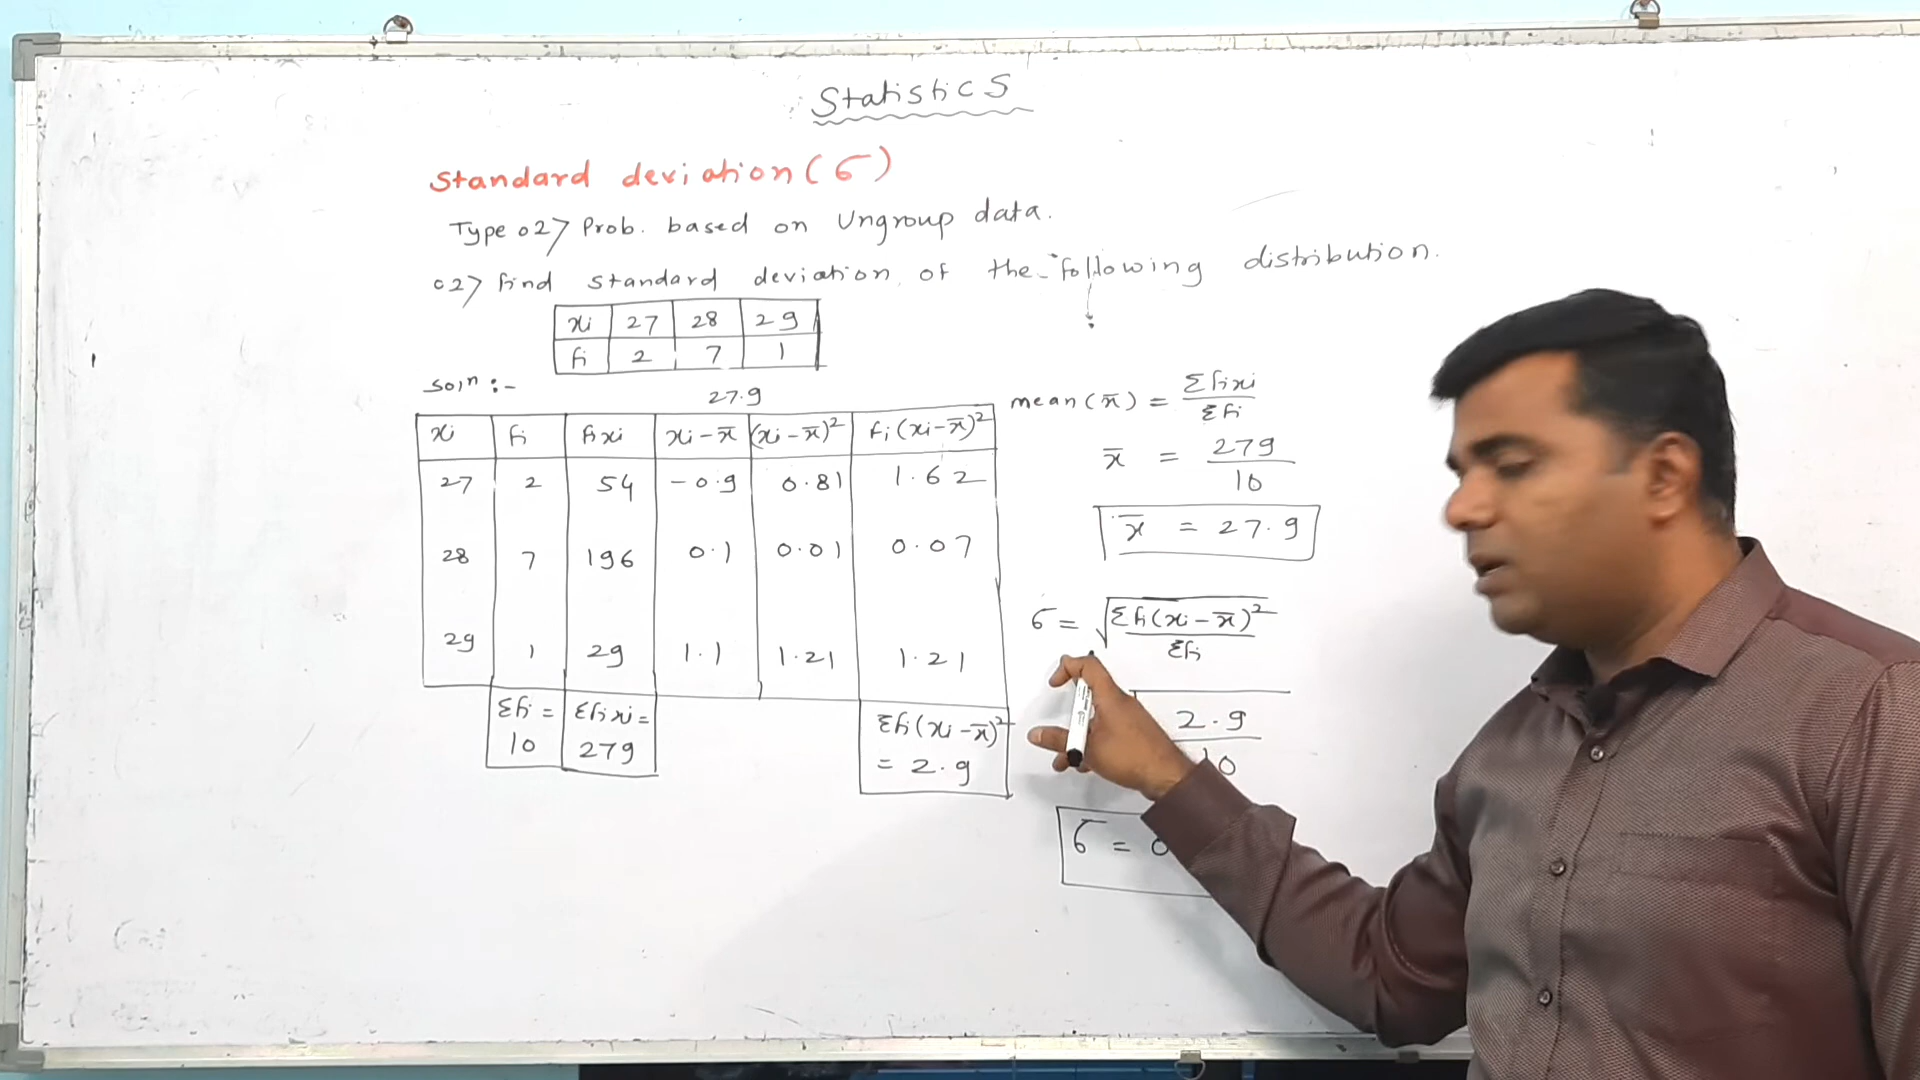 Statistics
Standard deviation (σ)
Type 02> Prob. based on Ungroup data.
02> find standard deviation of the following distribution.
xi 27 28 29
fi 2 7 1
Soln :-
27.9
xi fi fixi xi-x̄ (xi-x̄)² fi(xi-x̄)²
27 2 54 -0.9 0.81 1.62
28 7 196 0.1 0.01 0.07
29 1 29 1.1 1.21 1.21
Σfi = 10 Σfixi = 279 Σfi(xi-x̄)² = 2.9
mean (x̄) = Σfixi / Σfi
x̄ = 279 / 10
x̄ = 27.9
σ = √Σfi(xi-x̄)² / Σfi
2.9 / 10
σ = 0